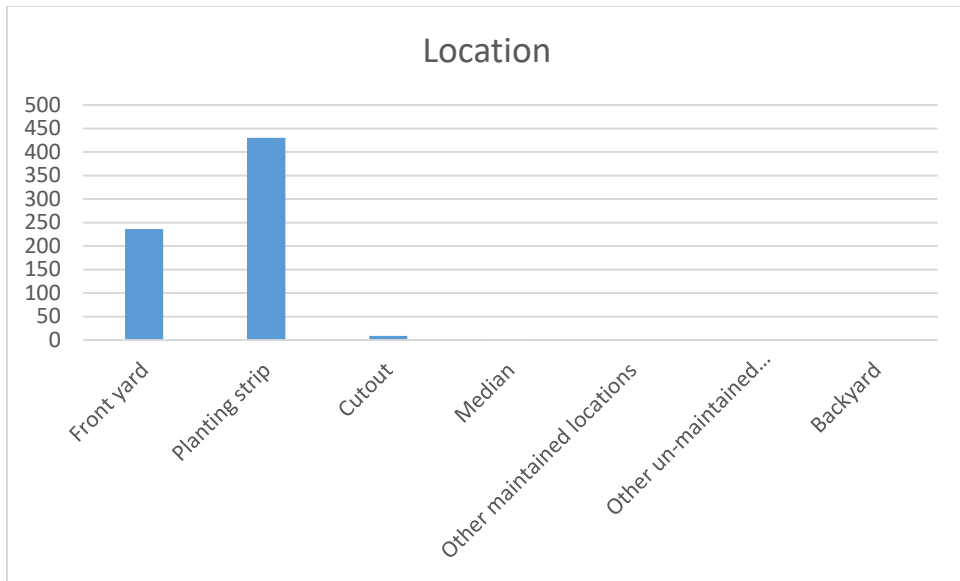 Location
500
450
400
350
300
250
200
150
100
50
0
Front yard
Planting strip
Cutout
Median
Other maintained locations
Other un-maintained...
Backyard